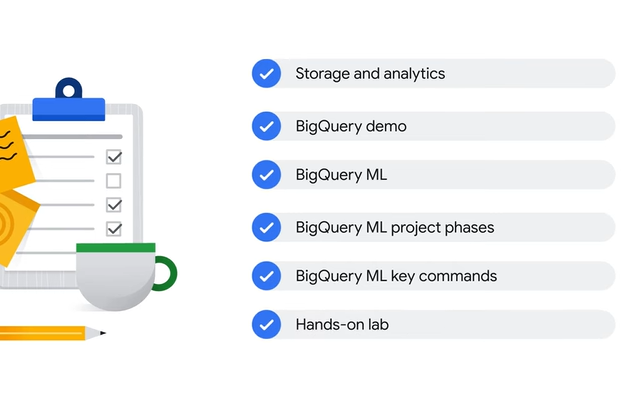 Storage and analytics
BigQuery demo
BigQuery ML
BigQuery ML project phases
BigQuery ML key commands
Hands-on lab